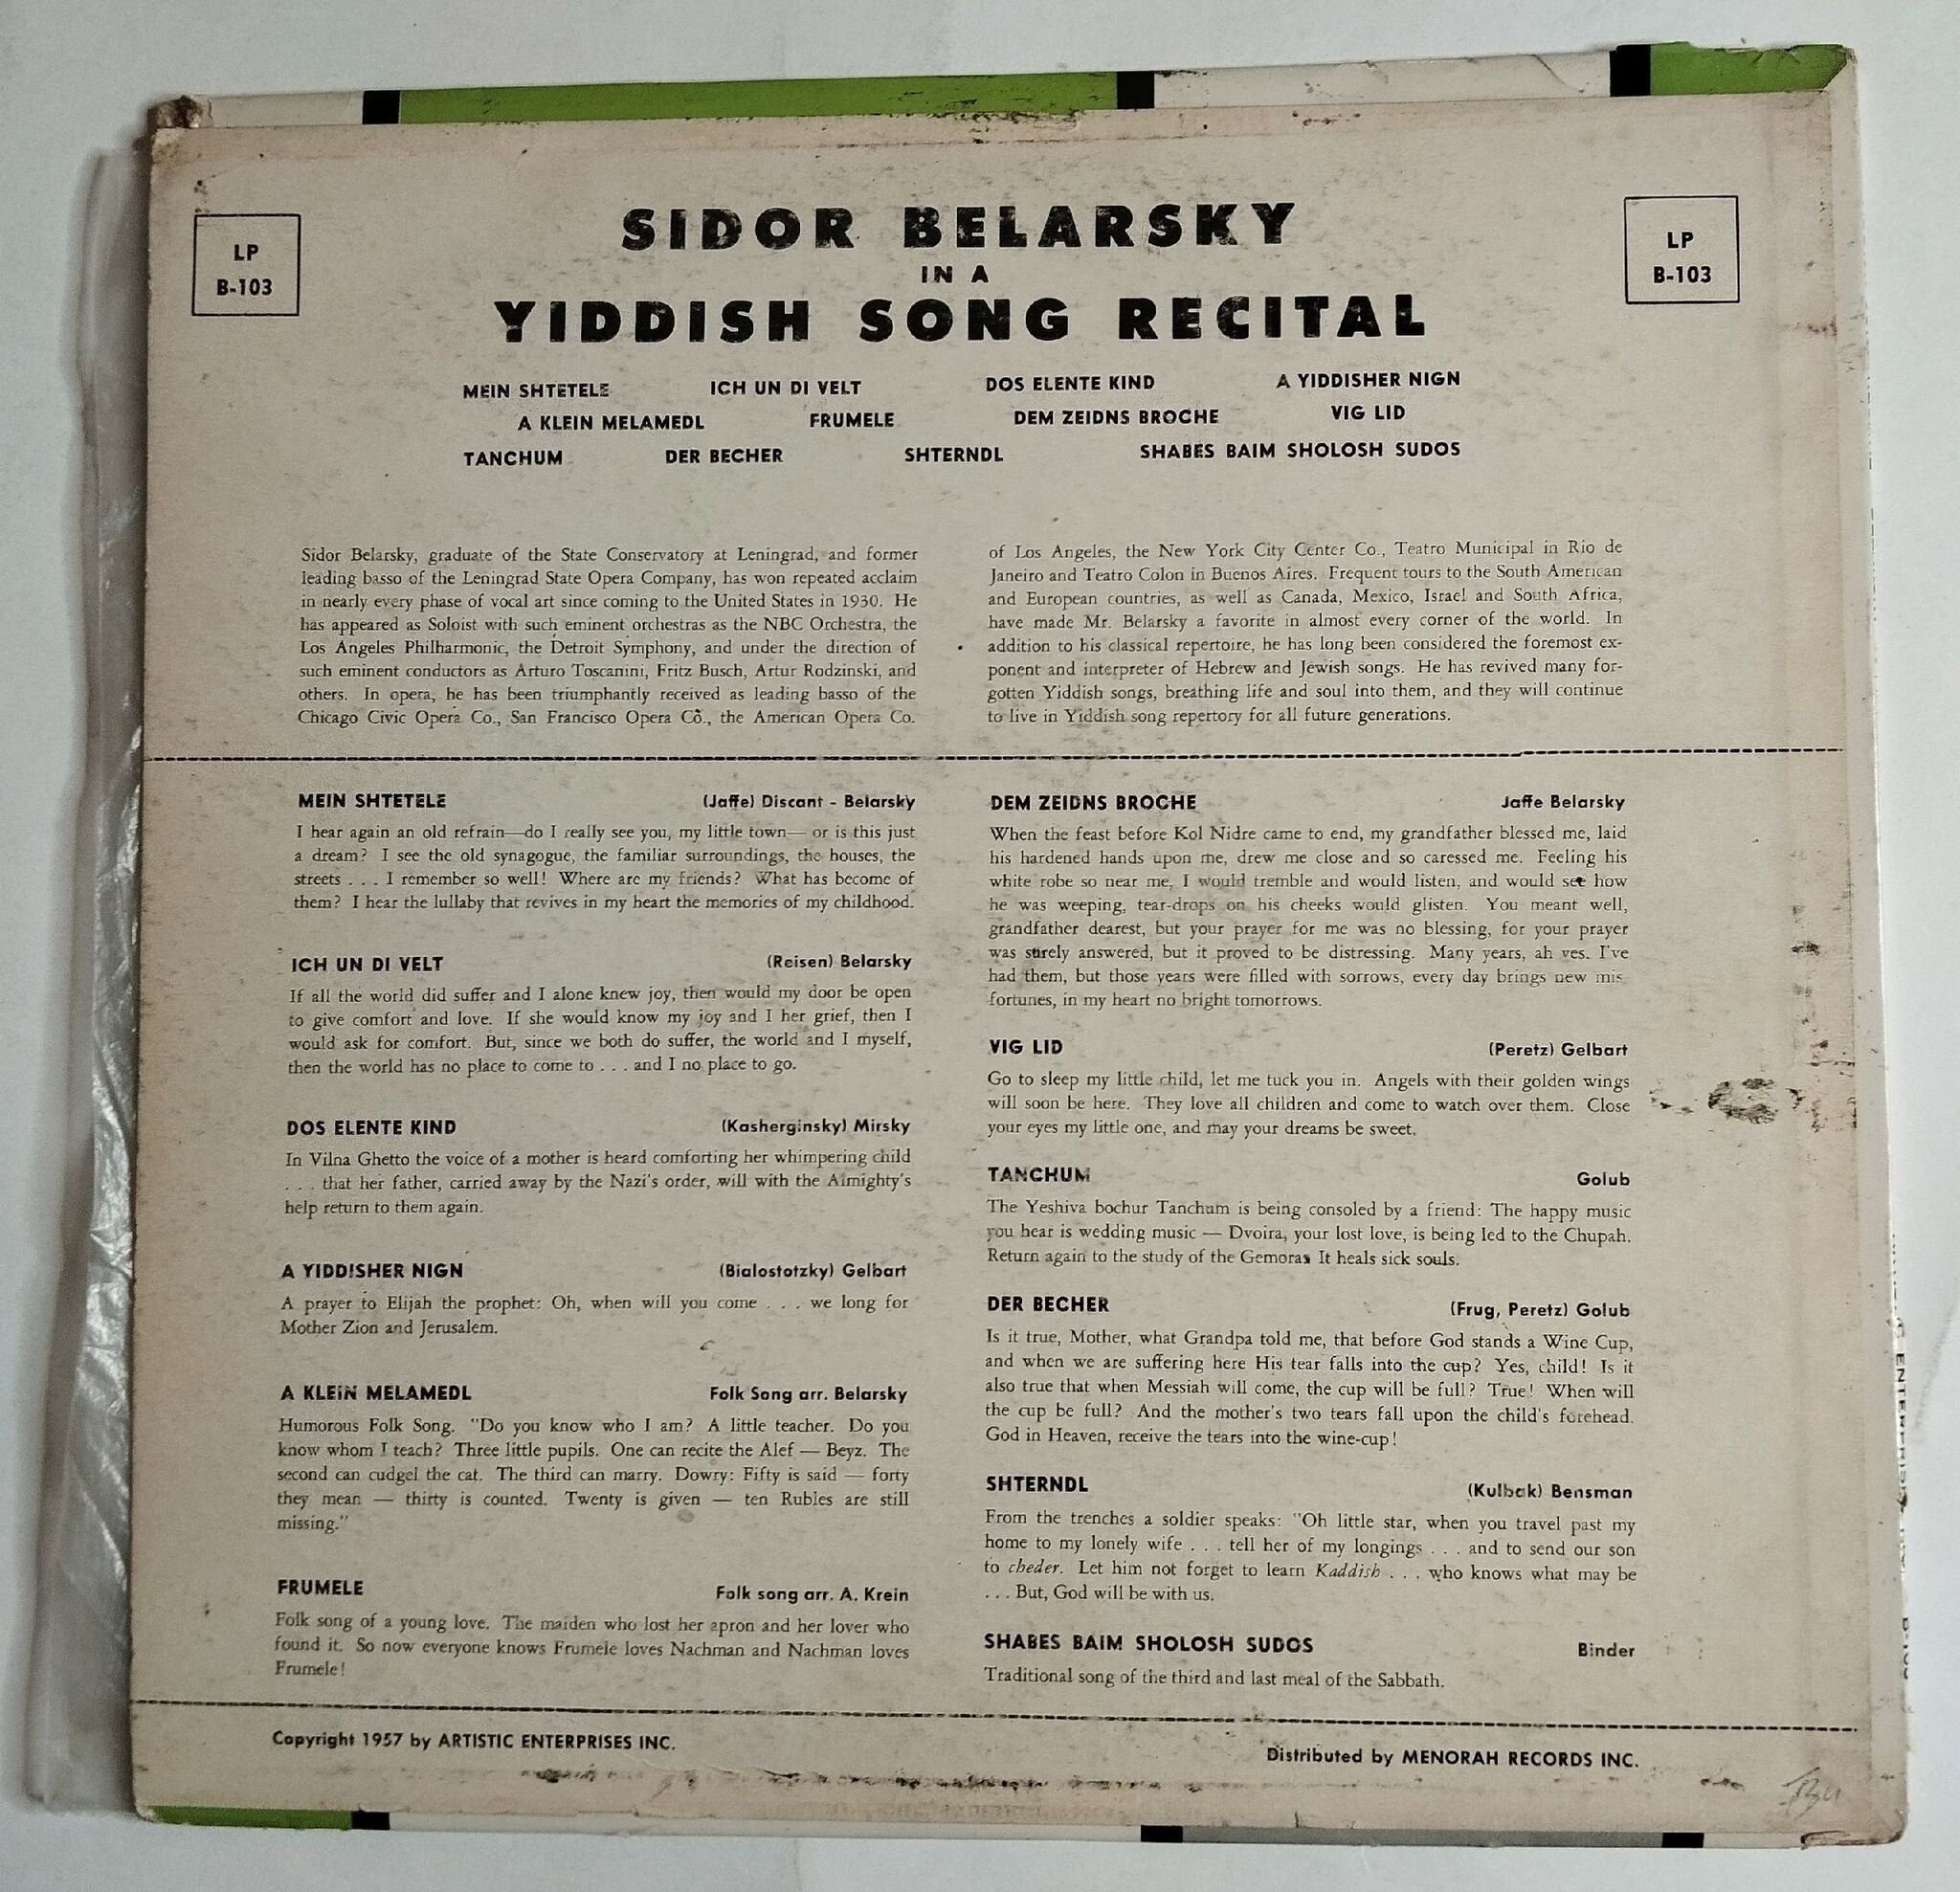 LP
B-103
SIDOR BELARSKY
IN A
YIDDISH SONG RECITAL
LP
B-103
MEIN SHTETELE ICH UN DI VELT DOS ELENTE KIND A YIDDISHER NIGN
A KLEIN MELAMEDL FRUMELE DEM ZEIDNS BROCHE VIG LID
TANCHUM DER BECHER SHTERNDL SHABES BAIM SHOLOSH SUDOS
Sidor Belarsky, graduate of the State Conservatory at Leningrad, and former
leading basso of the Leningrad State Opera Company, has won repeated acclaim
in nearly every phase of vocal art since coming to the United States in 1930. He
has appeared as Soloist with such eminent orchestras as the NBC Orchestra, the
Los Angeles Philharmonic, the Detroit Symphony, and under the direction of
such eminent conductors as Arturo Toscanini, Fritz Busch, Artur Rodzinski, and
others. In opera, he has been triumphantly received as leading basso of the
Chicago Civic Opera Co., San Francisco Opera Co., the American Opera Co.
of Los Angeles, the New York City Center Co., Teatro Municipal in Rio de
Janeiro and Teatro Colon in Buenos Aires. Frequent tours to the South American
and European countries, as well as Canada, Mexico, Israel and South Africa,
have made Mr. Belarsky a favorite in almost every corner of the world. In
addition to his classical repertoire, he has long been considered the foremost ex-
ponent and interpreter of Hebrew and Jewish songs. He has revived many for-
gotten Yiddish songs, breathing life and soul into them, and they will continue
to live in Yiddish song repertory for all future generations.
MEIN SHTETELE (Jaffe) Discant - Belarsky
I hear again an old refrain—do I really see you, my little town— or is this just
a dream? I see the old synagogue, the familiar surroundings, the houses, the
streets . . . I remember so well! Where are my friends? What has become of
them? I hear the lullaby that revives in my heart the memories of my childhood.
ICH UN DI VELT (Reisen) Belarsky
If all the world did suffer and I alone knew joy, then would my door be open
to give comfort and love. If she would know my joy and I her grief, then I
would ask for comfort. But, since we both do suffer, the world and I myself,
then the world has no place to come to . . . and I no place to go.
DOS ELENTE KIND (Kasherginsky) Mirsky
In Vilna Ghetto the voice of a mother is heard comforting her whimpering child
. . . that her father, carried away by the Nazi's order, will with the Almighty's
help return to them again.
A YIDDISHER NIGN (Bialostotzky) Gelbart
A prayer to Elijah the prophet: Oh, when will you come . . . we long for
Mother Zion and Jerusalem.
A KLEIN MELAMEDL Folk Song arr. Belarsky
Humorous Folk Song. "Do you know who I am? A little teacher. Do you
know whom I teach? Three little pupils. One can recite the Alef — Beyz. The
second can cudgel the cat. The third can marry. Dowry: Fifty is said — forty
they mean — thirty is counted. Twenty is given — ten Rubles are still
missing."
FRUMELE Folk song arr. A. Krein
Folk song of a young love. The maiden who lost her apron and her lover who
found it. So now everyone knows Frumele loves Nachman and Nachman loves
Frumele!
DEM ZEIDNS BROCHE Jaffe Belarsky
When the feast before Kol Nidre came to end, my grandfather blessed me, laid
his hardened hands upon me, drew me close and so caressed me. Feeling his
white robe so near me, I would tremble and would listen, and would see how
he was weeping, tear-drops on his cheeks would glisten. You meant well,
grandfather dearest, but your prayer for me was no blessing, for your prayer
was surely answered, but it proved to be distressing. Many years, ah yes. I've
had them, but those years were filled with sorrows, every day brings new mis
fortunes, in my heart no bright tomorrows.
VIG LID (Peretz) Gelbart
Go to sleep my little child, let me tuck you in. Angels with their golden wings
will soon be here. They love all children and come to watch over them. Close
your eyes my little one, and may your dreams be sweet.
TANCHUM Golub
The Yeshiva bochur Tanchum is being consoled by a friend: The happy music
you hear is wedding music — Dvoira, your lost love, is being led to the Chupah.
Return again to the study of the Gemoras It heals sick souls.
DER BECHER (Frug, Peretz) Golub
Is it true, Mother, what Grandpa told me, that before God stands a Wine Cup,
and when we are suffering here His tear falls into the cup? Yes, child! Is it
also true that when Messiah will come, the cup will be full? True! When will
the cup be full? And the mother's two tears fall upon the child's forehead.
God in Heaven, receive the tears into the wine-cup!
SHTERNDL (Kulbak) Bensman
From the trenches a soldier speaks: "Oh little star, when you travel past my
home to my lonely wife . . . tell her of my longings . . . and to send our son
to cheder. Let him not forget to learn Kaddish . . . who knows what may be
. . . But, God will be with us.
SHABES BAIM SHOLOSH SUDOS Binder
Traditional song of the third and last meal of the Sabbath.
Copyright 1957 by ARTISTIC ENTERPRISES INC.
Distributed by MENORAH RECORDS INC.